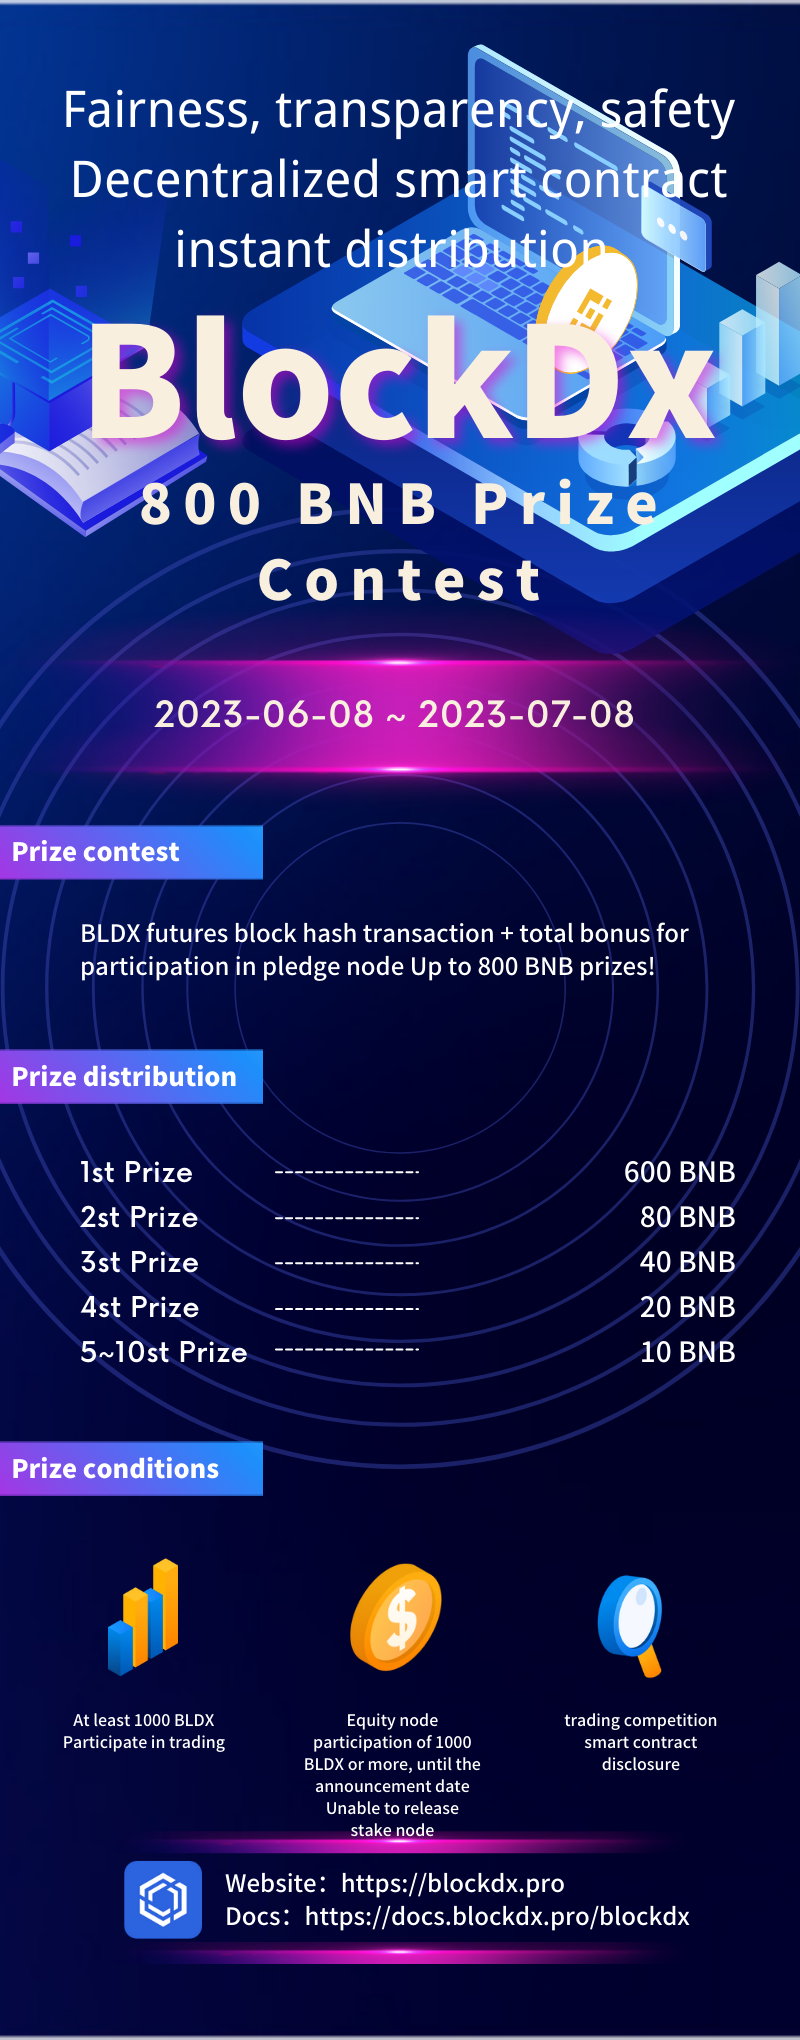 Fairness, transparency, safety
Decentralized smart contract
instant distribution
BlockDx
800 BNB Prize
Contest
2023-06-08 ~ 2023-07-08
Prize contest
BLDX futures block hash transaction + total bonus for
participation in pledge node Up to 800 BNB prizes!
Prize distribution
1st Prize --------------- 600 BNB
2st Prize --------------- 80 BNB
3st Prize --------------- 40 BNB
4st Prize --------------- 20 BNB
5~10st Prize --------------- 10 BNB
Prize conditions
At least 1000 BLDX
Participate in trading
Equity node
participation of 1000
BLDX or more, until the
announcement date
Unable to release
stake node
trading competition
smart contract
disclosure
Website：https://blockdx.pro
Docs：https://docs.blockdx.pro/blockdx